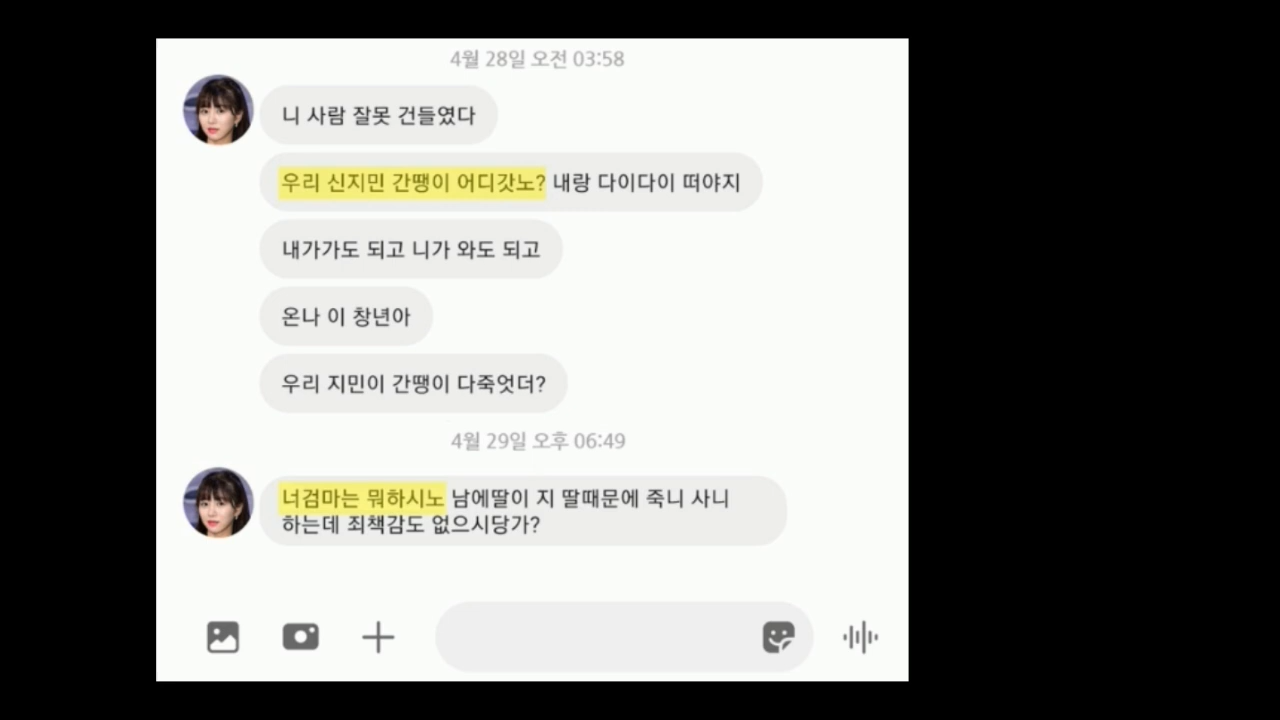 4월 28일 오전 03:58
니 사람 잘못 건들였다
우리 신지민 간땡이 어디갓노? 내랑 다이다이 떠야지
내가가도 되고 니가 와도 되고
온나 이 창년아
우리 지민이 간땡이 다죽엇더?
4월 29일 오후 06:49
너검마는 뭐하시노 남에딸이 지 딸때문에 죽니 사니
하는데 죄책감도 없으시당가?